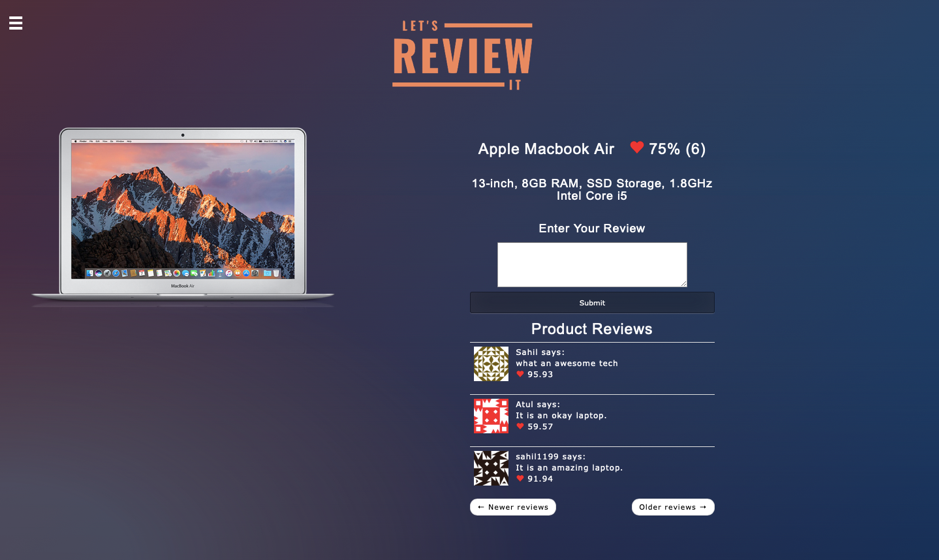 LET'S
REVIEW
IT
MacBook Air
Apple Macbook Air ♥ 75% (6)
13-inch, 8GB RAM, SSD Storage, 1.8GHz
Intel Core i5
Enter Your Review
Submit
Product Reviews
Sahil says:
what an awesome tech
♥ 95.93
Atul says:
It is an okay laptop.
♥ 59.57
sahil1199 says:
It is an amazing laptop.
♥ 91.94
← Newer reviews
Older reviews →